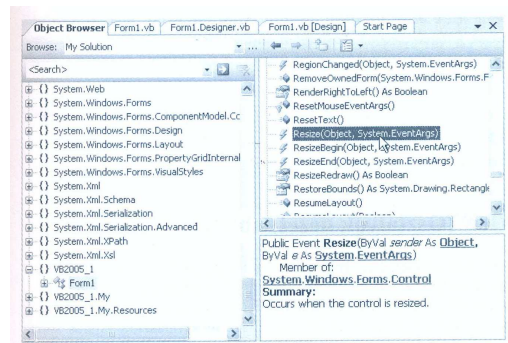 Object Browser Form1.vb Form1.Designer.vb Form1.vb [Design] Start Page
Browse: My Solution
<Search>
{} System.Web
{} System.Windows.Forms
{} System.Windows.Forms.ComponentModel.Cc
{} System.Windows.Forms.Design
{} System.Windows.Forms.Layout
{} System.Windows.Forms.PropertyGridInternal
{} System.Windows.Forms.VisualStyles
{} System.Xml
{} System.Xml.Schema
{} System.Xml.Serialization
{} System.Xml.Serialization.Advanced
{} System.Xml.XPath
{} System.Xml.Xsl
{} VB2005_1
Form1
{} VB2005_1.My
{} VB2005_1.My.Resources
RegionChanged(Object, System.EventArgs)
RemoveOwnedForm(System.Windows.Forms.F
RenderRightToLeft() As Boolean
ResetMouseEventArgs()
ResetText()
Resize(Object, System.EventArgs)
ResizeBegin(Object, System.EventArgs)
ResizeEnd(Object, System.EventArgs)
ResizeRedraw() As Boolean
RestoreBounds() As System.Drawing.Rectangle
ResumeLayout()
Public Event Resize(ByVal sender As Object,
ByVal e As System.EventArgs)
Member of:
System.Windows.Forms.Control
Summary:
Occurs when the control is resized.